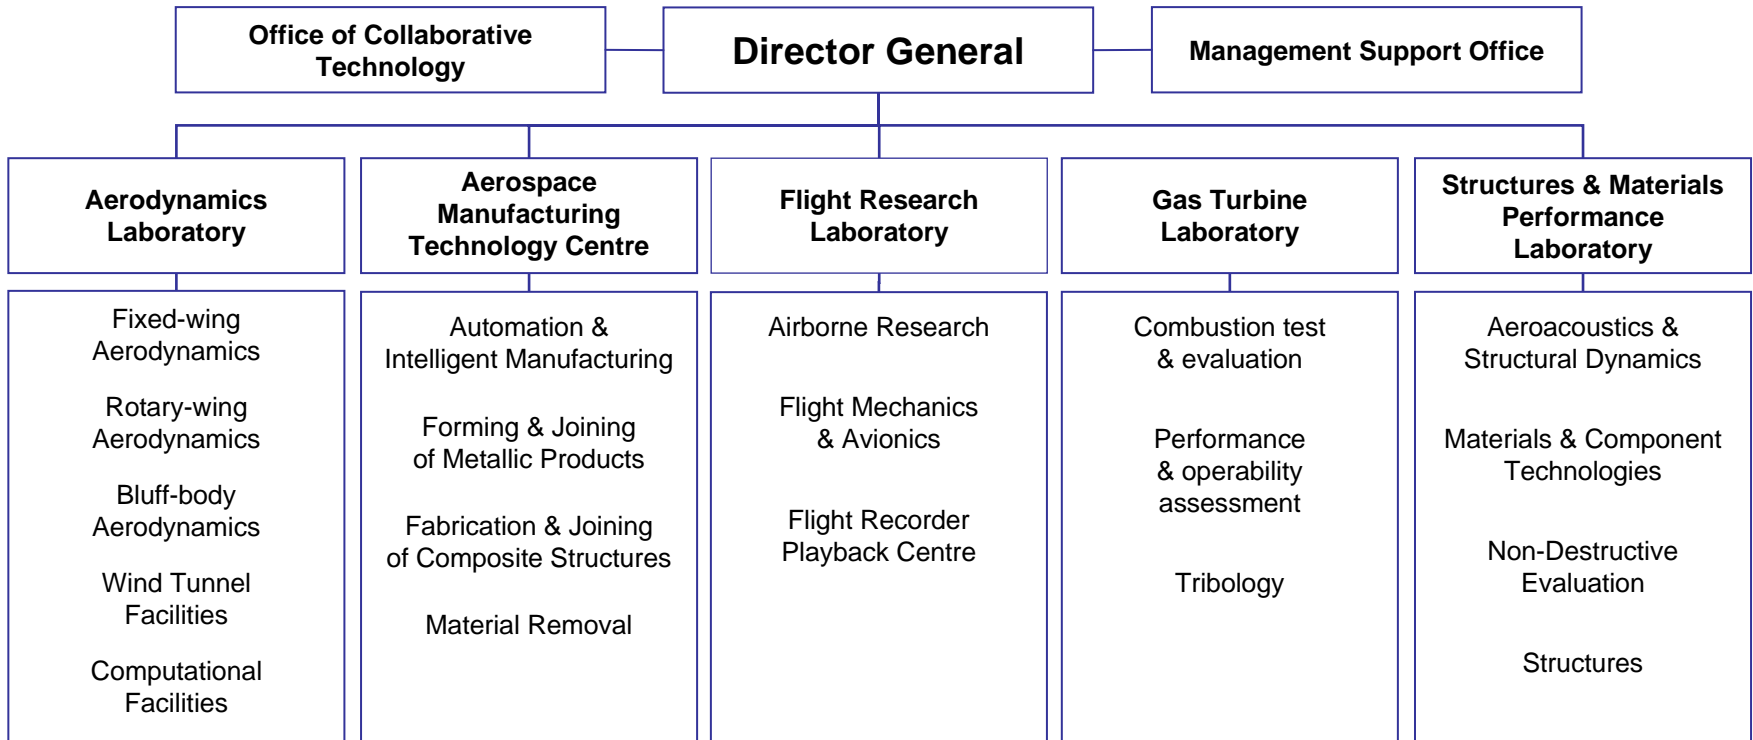 Office of Collaborative
Technology
Director General
Management Support Office
Aerodynamics
Laboratory
Aerospace
Manufacturing
Technology Centre
Flight Research
Laboratory
Gas Turbine
Laboratory
Structures & Materials
Performance
Laboratory
Fixed-wing
Aerodynamics
Rotary-wing
Aerodynamics
Bluff-body
Aerodynamics
Wind Tunnel
Facilities
Computational
Facilities
Automation &
Intelligent Manufacturing
Forming & Joining
of Metallic Products
Fabrication & Joining
of Composite Structures
Material Removal
Airborne Research
Flight Mechanics
& Avionics
Flight Recorder
Playback Centre
Combustion test
& evaluation
Performance
& operability
assessment
Tribology
Aeroacoustics &
Structural Dynamics
Materials & Component
Technologies
Non-Destructive
Evaluation
Structures